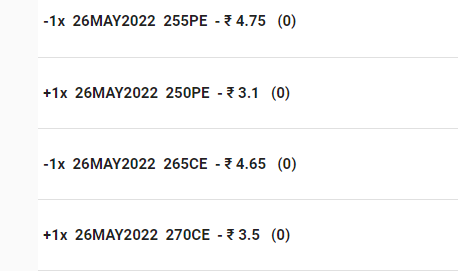 -1x 26MAY2022 255PE - ₹ 4.75 (0)
+1x 26MAY2022 250PE - ₹ 3.1 (0)
-1x 26MAY2022 265CE - ₹ 4.65 (0)
+1x 26MAY2022 270CE - ₹ 3.5 (0)